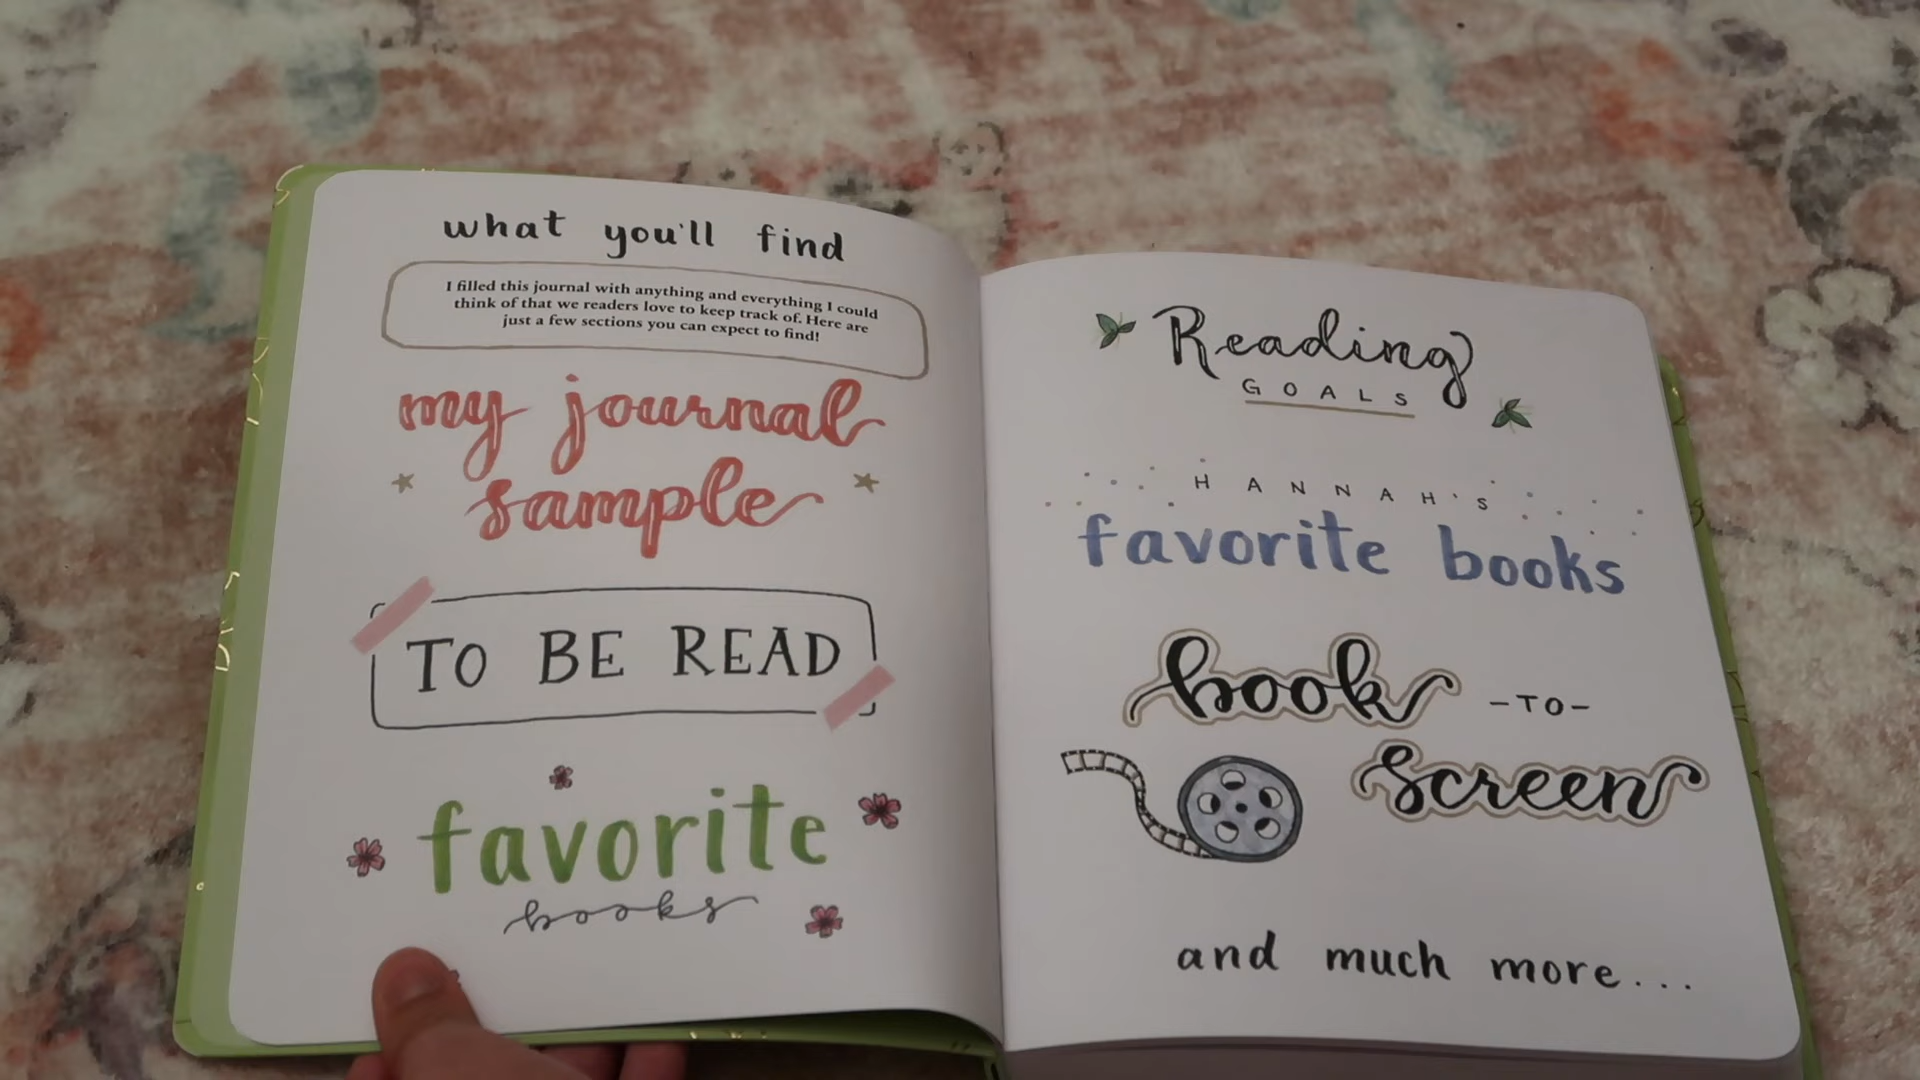 what you'll find
I filled this journal with anything and everything I could
think of that we readers love to keep track of. Here are
just a few sections you can expect to find!
my journal
sample
TO BE READ
favorite
books
Reading
GOALS
HANNAH'S
favorite books
book -TO-
screen
and much more...